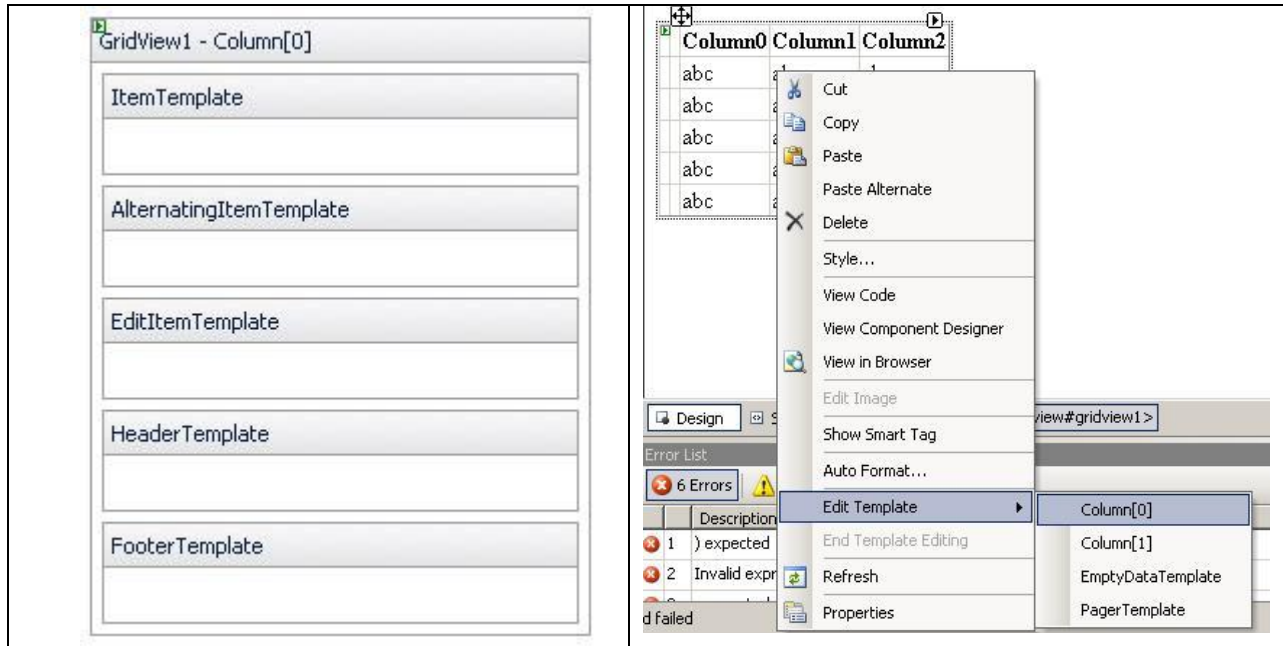 GridView1 - Column[0]
ItemTemplate
AlternatingItemTemplate
EditItemTemplate
HeaderTemplate
FooterTemplate
Column0 Column1 Column2
abc
abc
abc
abc
abc
Cut
Copy
Paste
Paste Alternate
Delete
Style...
View Code
View Component Designer
View in Browser
Edit Image
Show Smart Tag
Auto Format...
Edit Template
End Template Editing
Refresh
Properties
Column[0]
Column[1]
EmptyDataTemplate
PagerTemplate
Design
view#gridview1>
Error List
6 Errors
Description
1 ) expected
2 Invalid expr
d failed